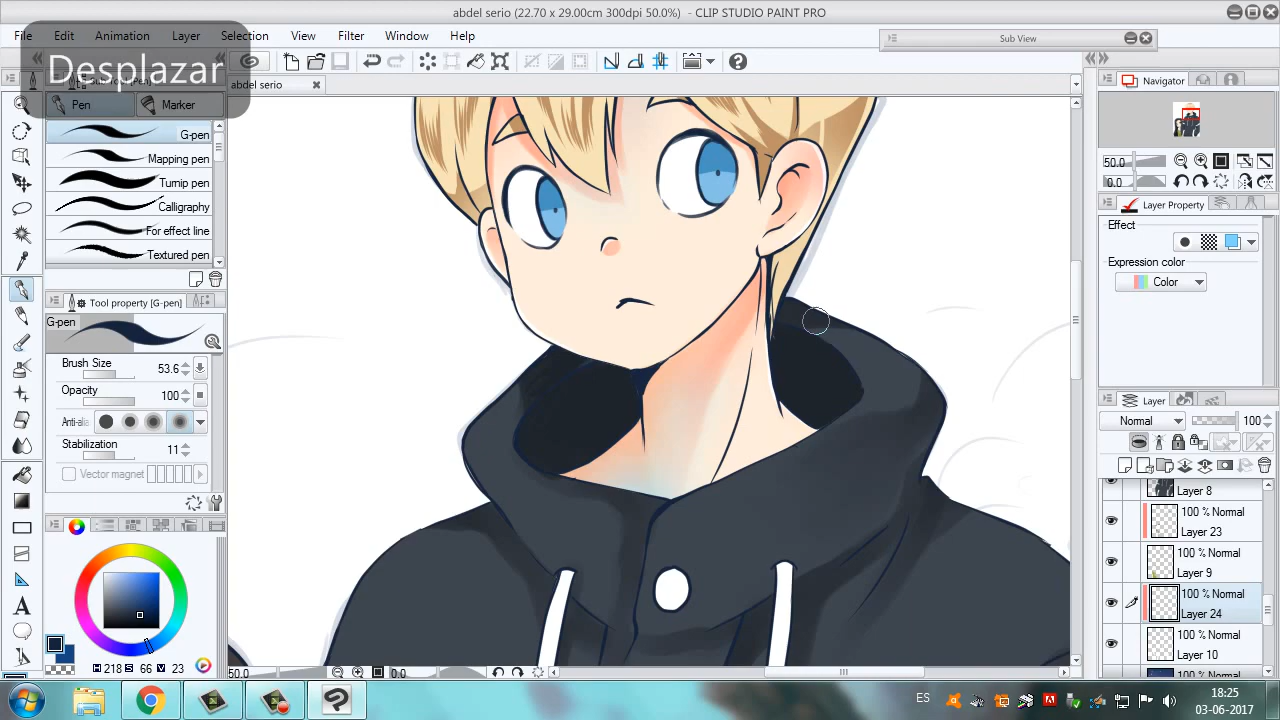 abdel serio (22.70 x 29.00cm 300dpi 50.0%) - CLIP STUDIO PAINT PRO
File Edit Animation Layer Selection View Filter Window Help
Sub View
Desplazar
abdel serio
Pen Marker
G-pen
Mapping pen
Turnip pen
Calligraphy
For effect line
Textured pen
Tool property [G-pen]
G-pen
Brush Size 53.6
Opacity 100
Anti-alia
Stabilization 11
Vector magnet
H 218 S 66 V 23
50.0 0.0
Navigator
50.0
0.0
Layer Property
Effect
Expression color
Color
Layer
Normal 100
Layer 8
100 % Normal
Layer 23
100 % Normal
Layer 9
100 % Normal
Layer 24
100 % Normal
Layer 10
100 % Normal
ES
18:25
03-06-2017